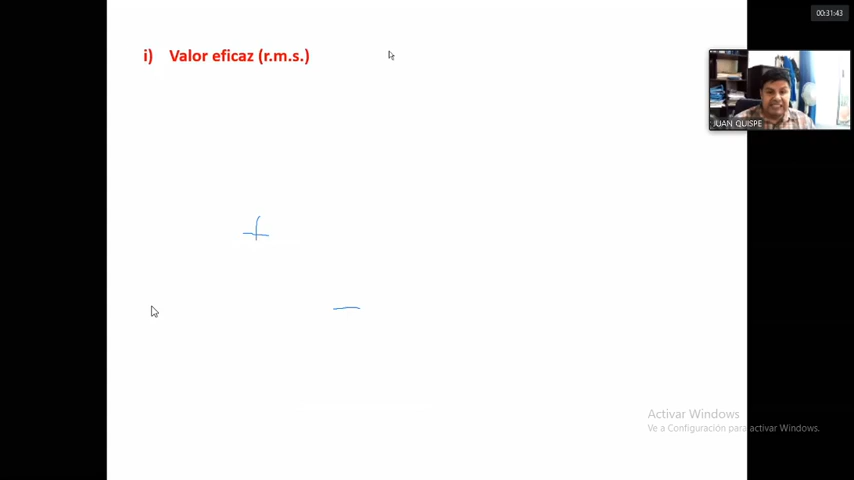 00:31:43
i) Valor eficaz (r.m.s.)
JUAN QUISPE
+
−
Activar Windows
Ve a Configuración para activar Windows.